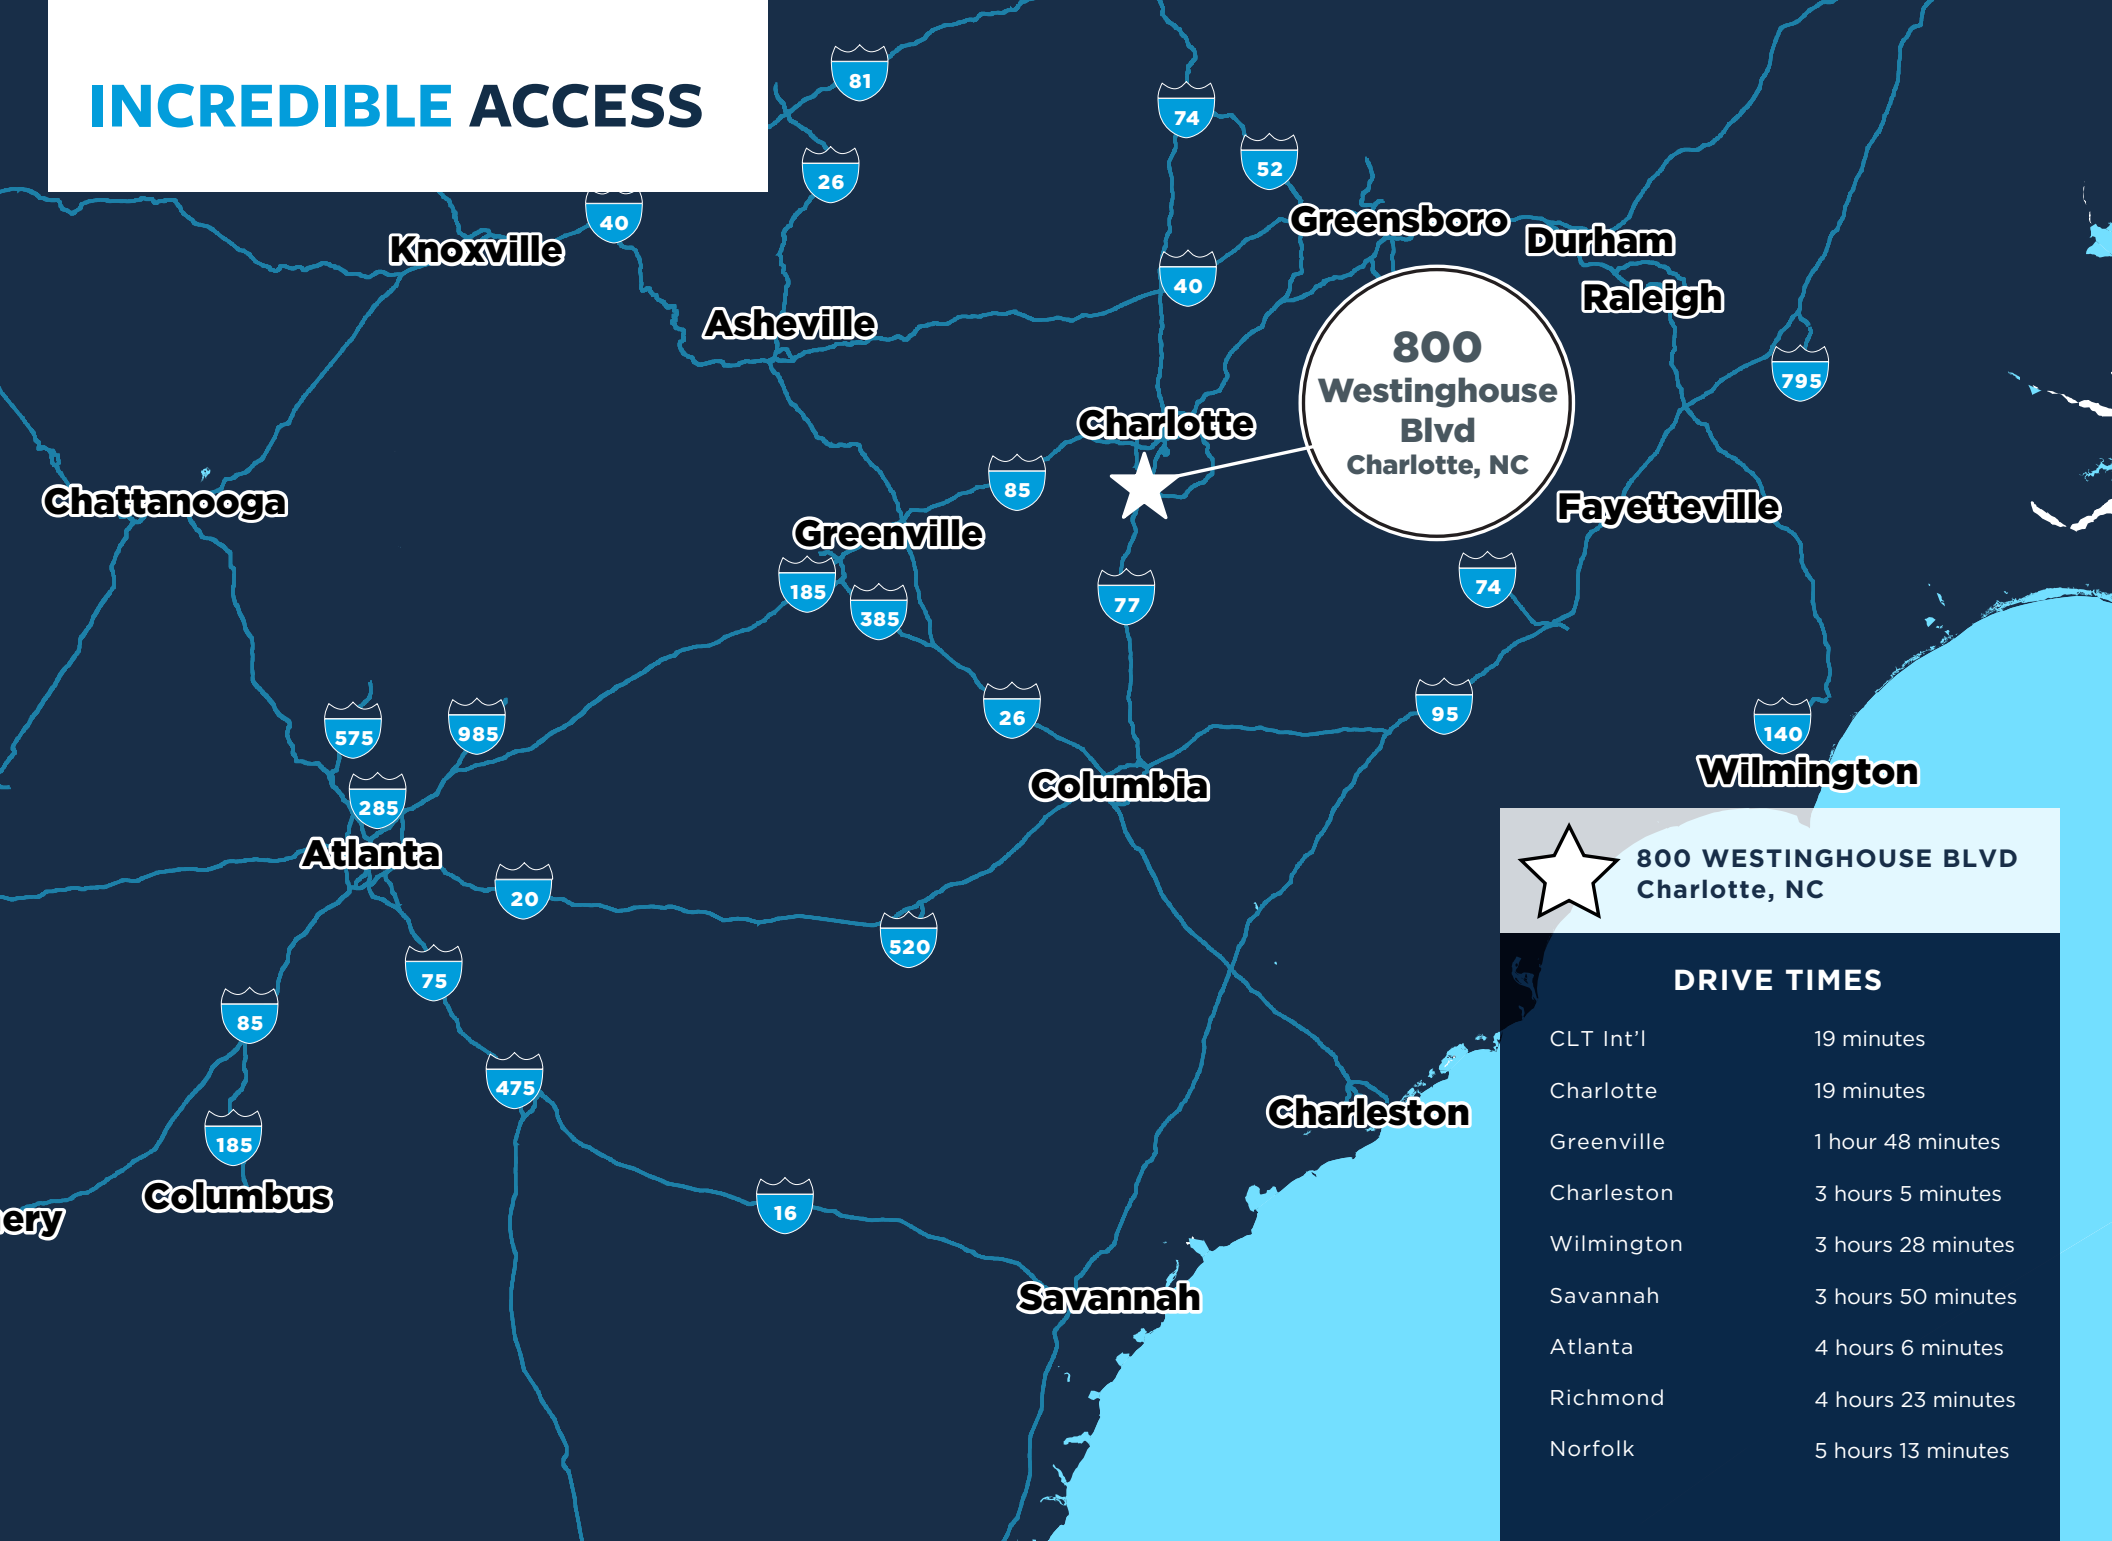 INCREDIBLE ACCESS
81
74
52
26
40
Greensboro
Durham
Knoxville
40
Raleigh
Asheville
800
Westinghouse
Blvd
Charlotte, NC
795
Charlotte
85
Chattanooga
Fayetteville
Greenville
185
385
77
74
575
985
26
95
140
Wilmington
285
Columbia
Atlanta
20
520
75
85
475
Charleston
185
Columbus
ery
16
Savannah
800 WESTINGHOUSE BLVD
Charlotte, NC
DRIVE TIMES
CLT Int'l 19 minutes
Charlotte 19 minutes
Greenville 1 hour 48 minutes
Charleston 3 hours 5 minutes
Wilmington 3 hours 28 minutes
Savannah 3 hours 50 minutes
Atlanta 4 hours 6 minutes
Richmond 4 hours 23 minutes
Norfolk 5 hours 13 minutes